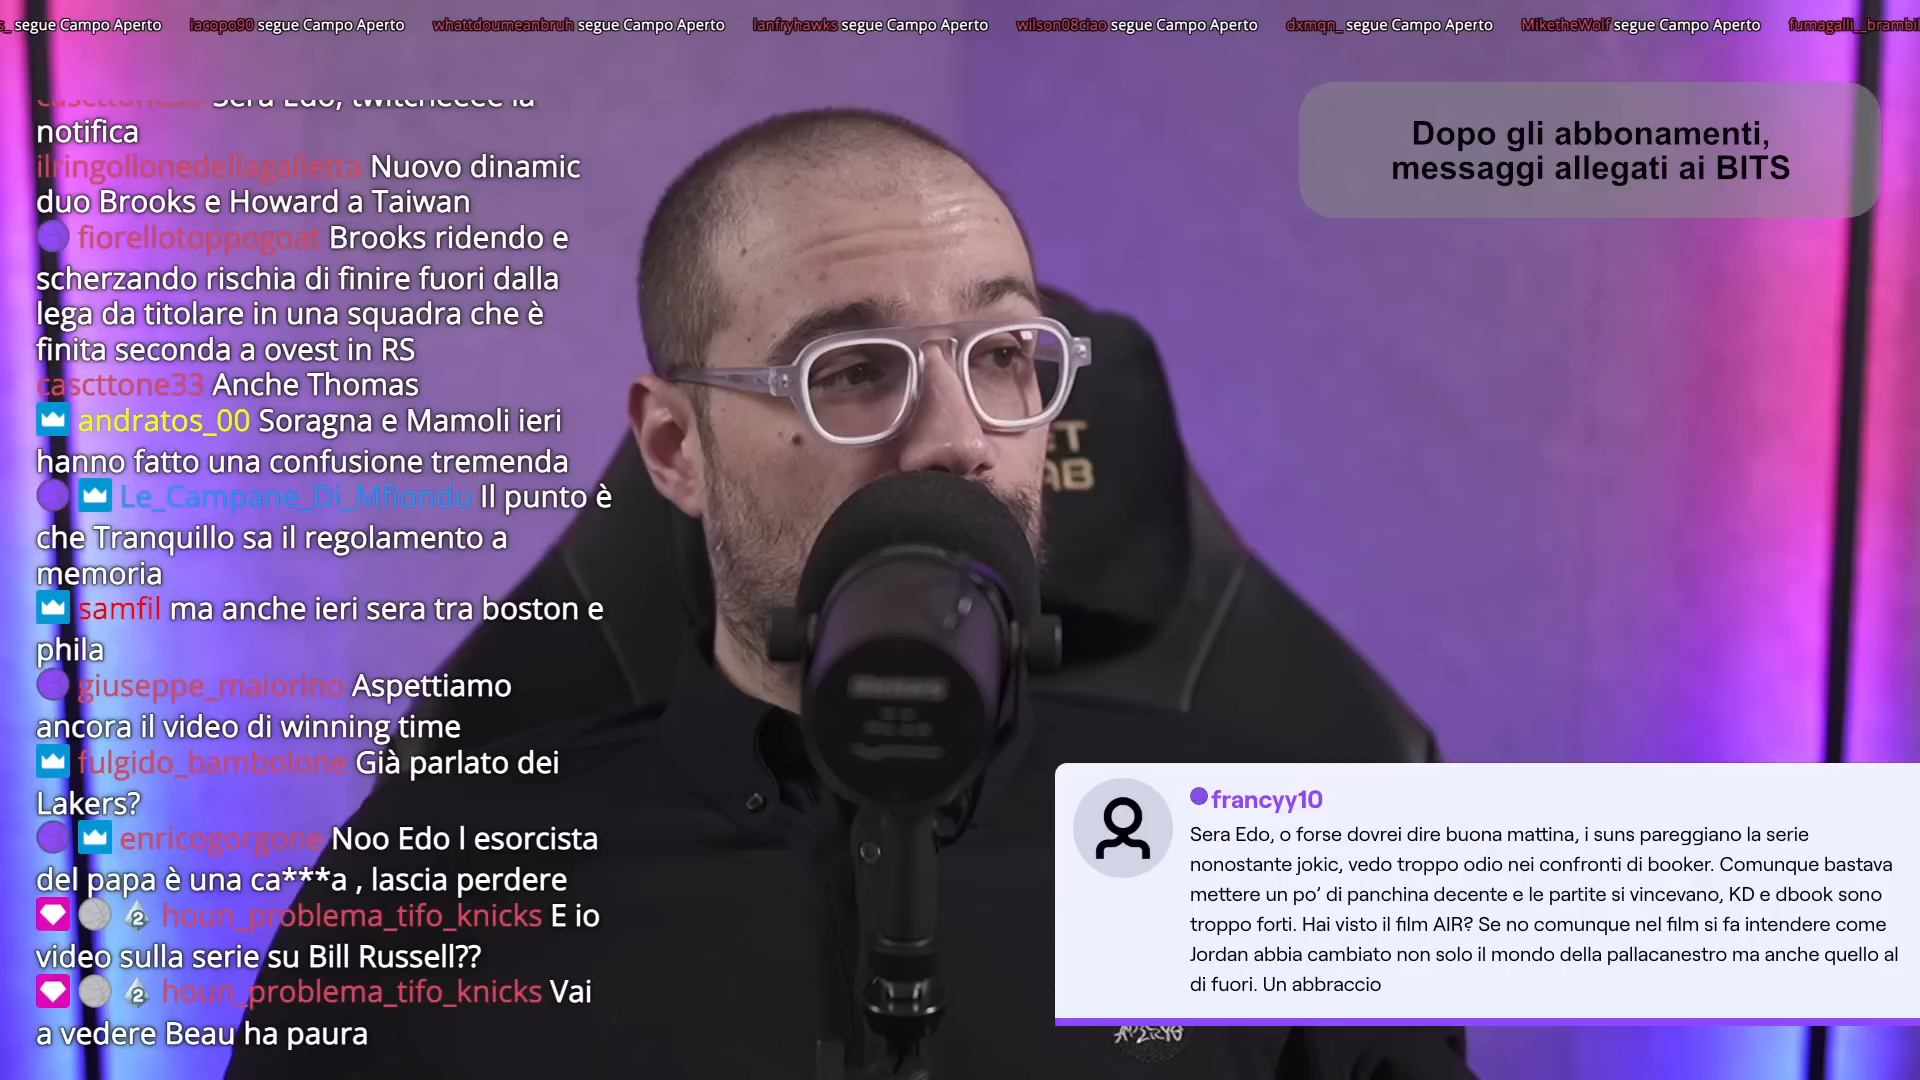 segue Campo Aperto iacopo90 segue Campo Aperto whattdoumeanbruh segue Campo Aperto lanfryhawks segue Campo Aperto wilson08ciao segue Campo Aperto dxmqn_ segue Campo Aperto MiketheWolf segue Campo Aperto fumagalli__brambil
Dopo gli abbonamenti,
messaggi allegati ai BITS
cascttone33 Sera Edo, twitcheeee la
notifica
ilringollonedellagalletta Nuovo dinamic
duo Brooks e Howard a Taiwan
fiorellotoppogoat Brooks ridendo e
scherzando rischia di finire fuori dalla
lega da titolare in una squadra che è
finita seconda a ovest in RS
cascttone33 Anche Thomas
andratos_00 Soragna e Mamoli ieri
hanno fatto una confusione tremenda
Le_Campane_Di_Mfiondu Il punto è
che Tranquillo sa il regolamento a
memoria
samfil ma anche ieri sera tra boston e
phila
giuseppe_maiorino Aspettiamo
ancora il video di winning time
fulgido_bambolone Già parlato dei
Lakers?
enricogorgone Noo Edo l esorcista
del papa è una ca***a , lascia perdere
2 houn_problema_tifo_knicks E io
video sulla serie su Bill Russell??
2 houn_problema_tifo_knicks Vai
a vedere Beau ha paura
francyy10
Sera Edo, o forse dovrei dire buona mattina, i suns pareggiano la serie
nonostante jokic, vedo troppo odio nei confronti di booker. Comunque bastava
mettere un po’ di panchina decente e le partite si vincevano, KD e dbook sono
troppo forti. Hai visto il film AIR? Se no comunque nel film si fa intendere come
Jordan abbia cambiato non solo il mondo della pallacanestro ma anche quello al
di fuori. Un abbraccio